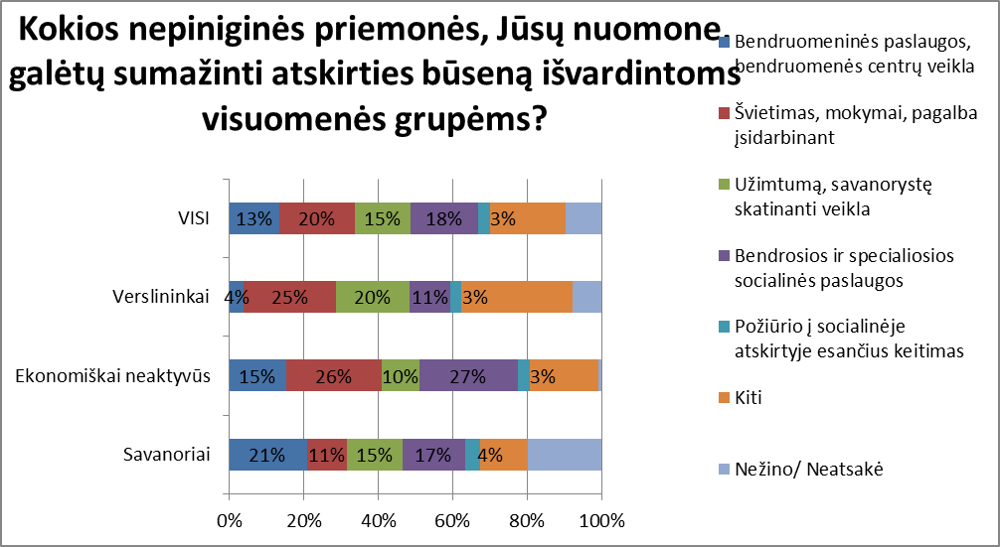 Kokios nepiniginės priemonės, Jūsų nuomone,
galėtų sumažinti atskirties būseną išvardintoms
visuomenės grupėms?
Bendruomeninės paslaugos,
bendruomenės centrų veikla
Švietimas, mokymai, pagalba
įsidarbinant
Užimtumą, savanorystę
skatinanti veikla
Bendrosios ir specialiosios
socialinės paslaugos
Požiūrio į socialinėje
atskirtyje esančius keitimas
Kiti
Nežino/ Neatsakė
VISI 13% 20% 15% 18% 3%
Verslininkai 4% 25% 20% 11% 3%
Ekonomiškai neaktyvūs 15% 26% 10% 27% 3%
Savanoriai 21% 11% 15% 17% 4%
0% 20% 40% 60% 80% 100%